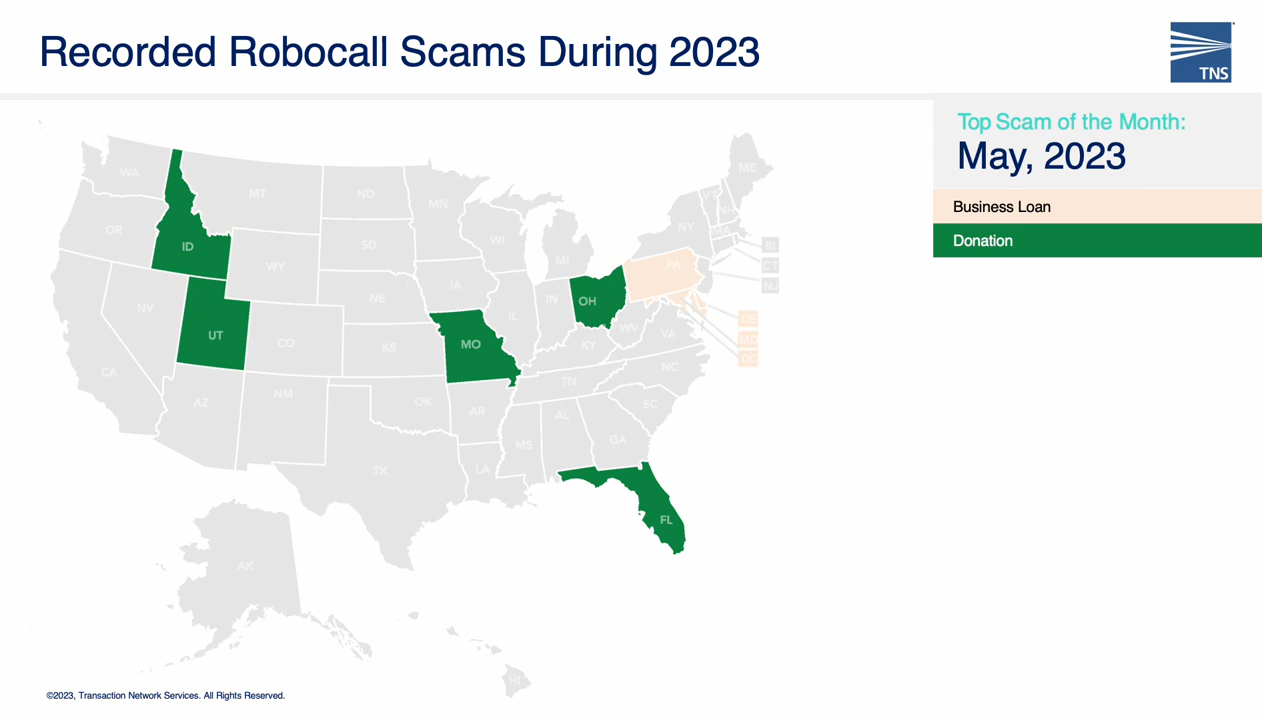 Recorded Robocall Scams During 2023
TNS
Top Scam of the Month:
May, 2023
Business Loan
Donation
WA
MT
ND
MN
ME
VT
NH
OR
ID
WY
SD
WI
MI
NY
MA
RI
CT
NJ
NV
UT
CO
NE
IA
IL
IN
OH
PA
DE
MD
DC
CA
AZ
NM
KS
MO
KY
WV
VA
OK
AR
TN
NC
SC
TX
LA
MS
AL
GA
FL
AK
HI
©2023, Transaction Network Services. All Rights Reserved.